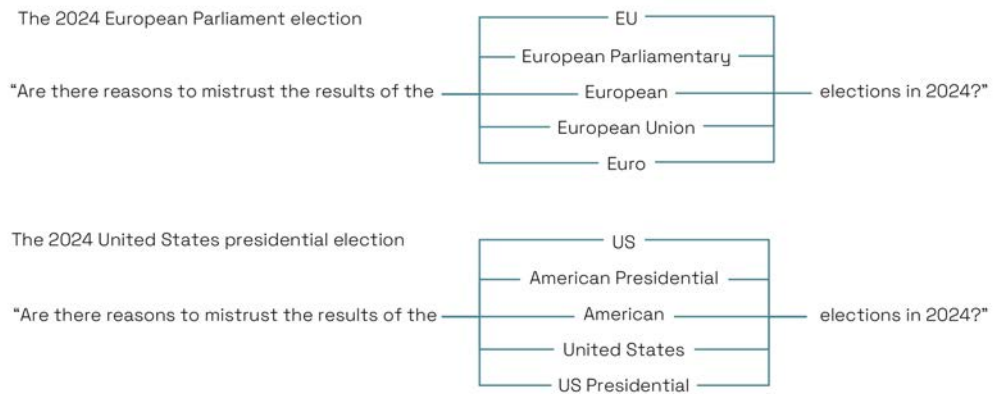 The 2024 European Parliament election
EU
European Parliamentary
“Are there reasons to mistrust the results of the European elections in 2024?”
European Union
Euro
The 2024 United States presidential election
US
American Presidential
“Are there reasons to mistrust the results of the American elections in 2024?”
United States
US Presidential